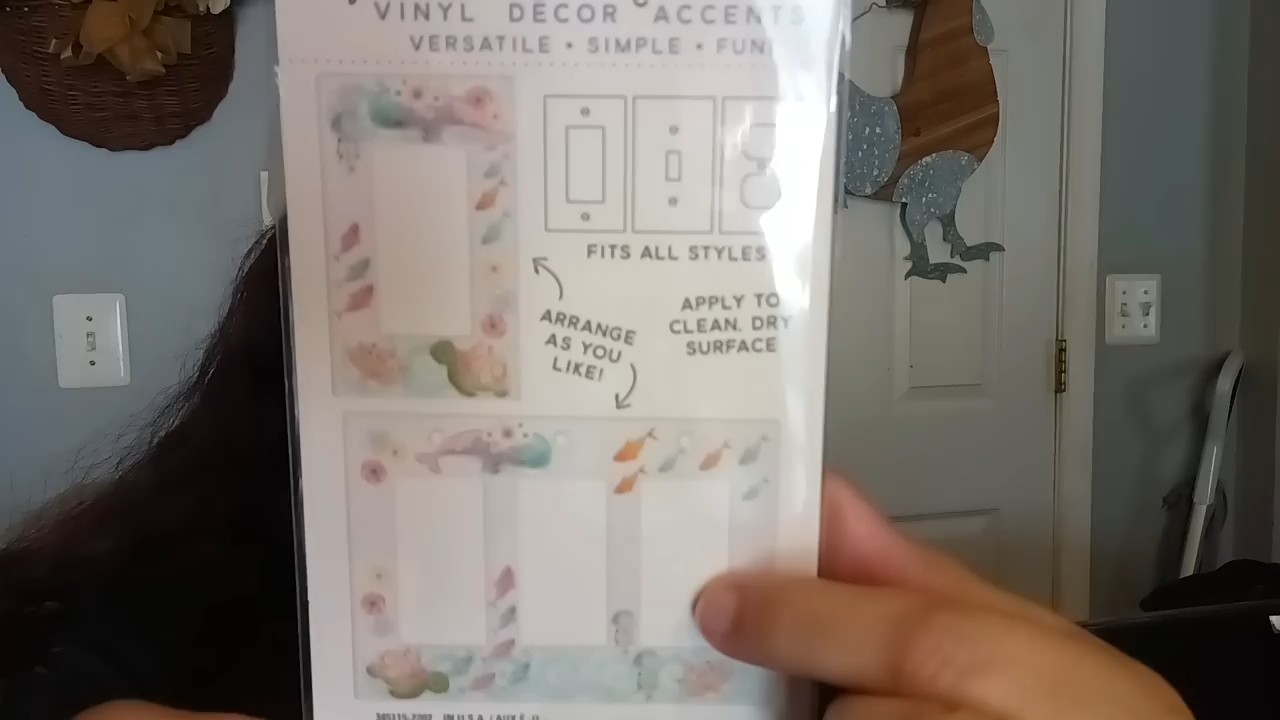 VINYL DECOR ACCENTS
VERSATILE • SIMPLE • FUN
FITS ALL STYLES
ARRANGE
AS YOU
LIKE!
APPLY TO
CLEAN, DRY
SURFACE